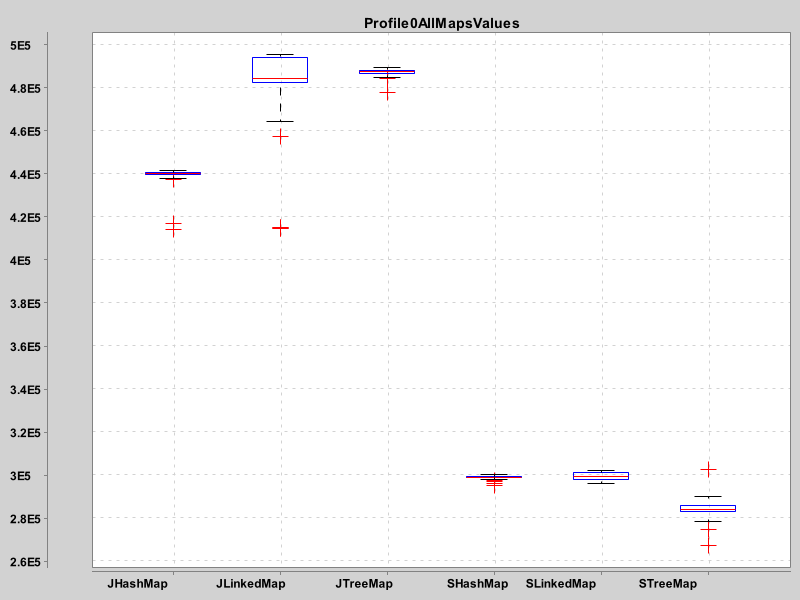 Profile0AllMapsValues
5E5
4.8E5
4.6E5
4.4E5
4.2E5
4E5
3.8E5
3.6E5
3.4E5
3.2E5
3E5
2.8E5
2.6E5
JHashMap JLinkedMap JTreeMap SHashMap SLinkedMap STreeMap